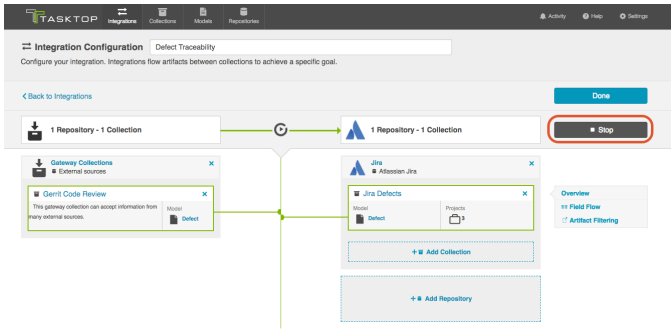 TASKTOP
Integrations
Collections
Models
Repositories
Activity
Help
Settings
Integration Configuration
Defect Traceability
Configure your integration. Integrations flow artifacts between collections to achieve a specific goal.
Back to Integrations
Done
1 Repository - 1 Collection
1 Repository - 1 Collection
Stop
Gateway Collections
External sources
Jira
Atlassian Jira
Gerrit Code Review
This gateway collection can accept information from
many external sources.
Model
Defect
Jira Defects
Model
Defect
Projects
3
Overview
Field Flow
Artifact Filtering
+ Add Collection
+ Add Repository